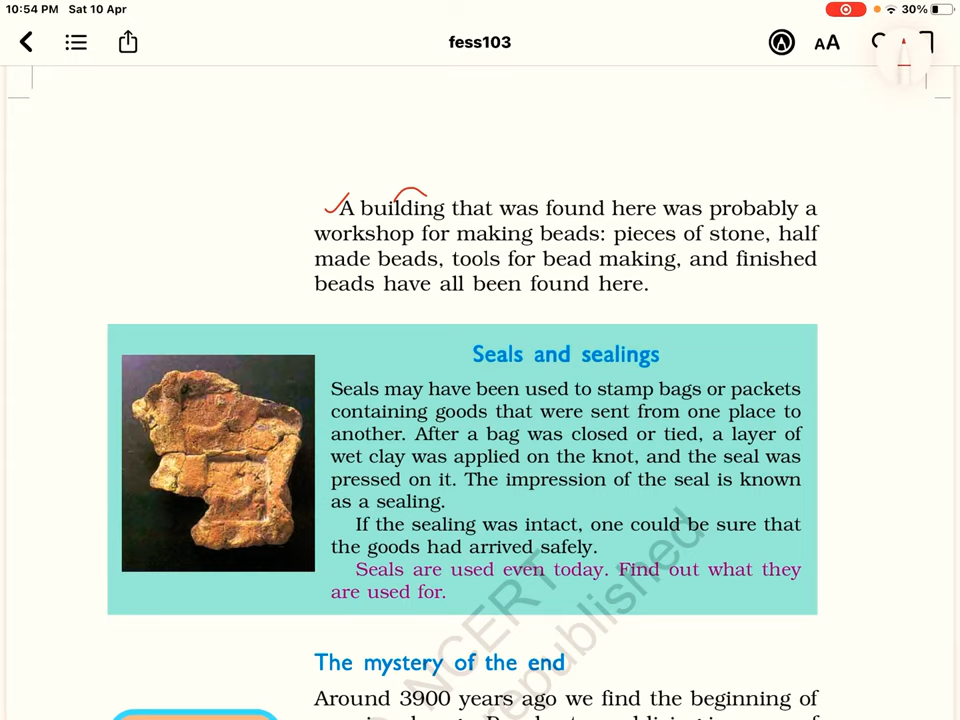 10:54 PM Sat 10 Apr
30%
fess103
AA
A building that was found here was probably a
workshop for making beads: pieces of stone, half
made beads, tools for bead making, and finished
beads have all been found here.
Seals and sealings
Seals may have been used to stamp bags or packets
containing goods that were sent from one place to
another. After a bag was closed or tied, a layer of
wet clay was applied on the knot, and the seal was
pressed on it. The impression of the seal is known
as a sealing.
If the sealing was intact, one could be sure that
the goods had arrived safely.
Seals are used even today. Find out what they
are used for.
NCERT
republished
The mystery of the end
Around 3900 years ago we find the beginning of